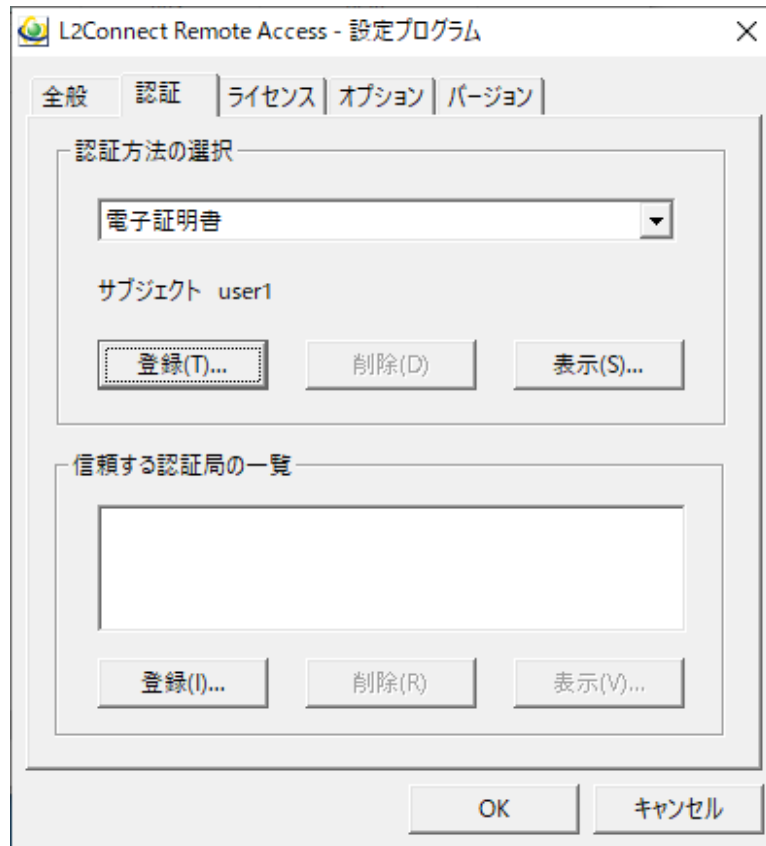 L2Connect Remote Access - 設定プログラム
全般 認証 ライセンス オプション バージョン
認証方法の選択
電子証明書
サブジェクト user1
登録(T)... 削除(D) 表示(S)...
信頼する認証局の一覧
登録(I)... 削除(R) 表示(V)...
OK キャンセル